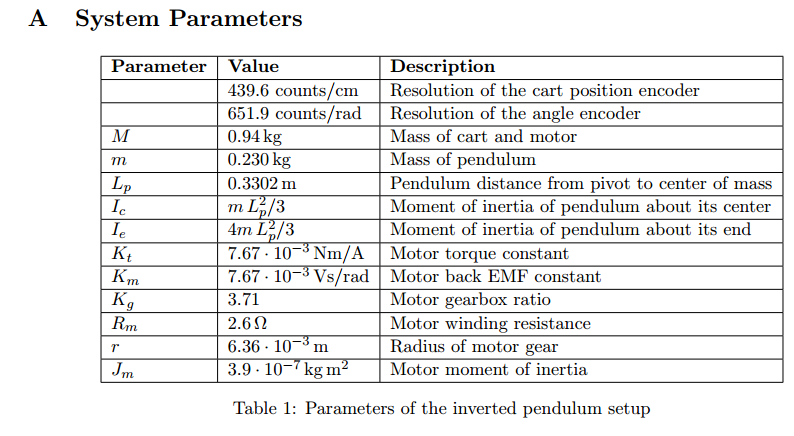 A System Parameters
Parameter Value Description
439.6 counts/cm Resolution of the cart position encoder
651.9 counts/rad Resolution of the angle encoder
M 0.94 kg Mass of cart and motor
m 0.230 kg Mass of pendulum
L_p 0.3302 m Pendulum distance from pivot to center of mass
I_c m L_p^2/3 Moment of inertia of pendulum about its center
I_e 4m L_p^2/3 Moment of inertia of pendulum about its end
K_t 7.67 · 10^−3 Nm/A Motor torque constant
K_m 7.67 · 10^−3 Vs/rad Motor back EMF constant
K_g 3.71 Motor gearbox ratio
R_m 2.6 Ω Motor winding resistance
r 6.36 · 10^−3 m Radius of motor gear
J_m 3.9 · 10^−7 kg m^2 Motor moment of inertia
Table 1: Parameters of the inverted pendulum setup